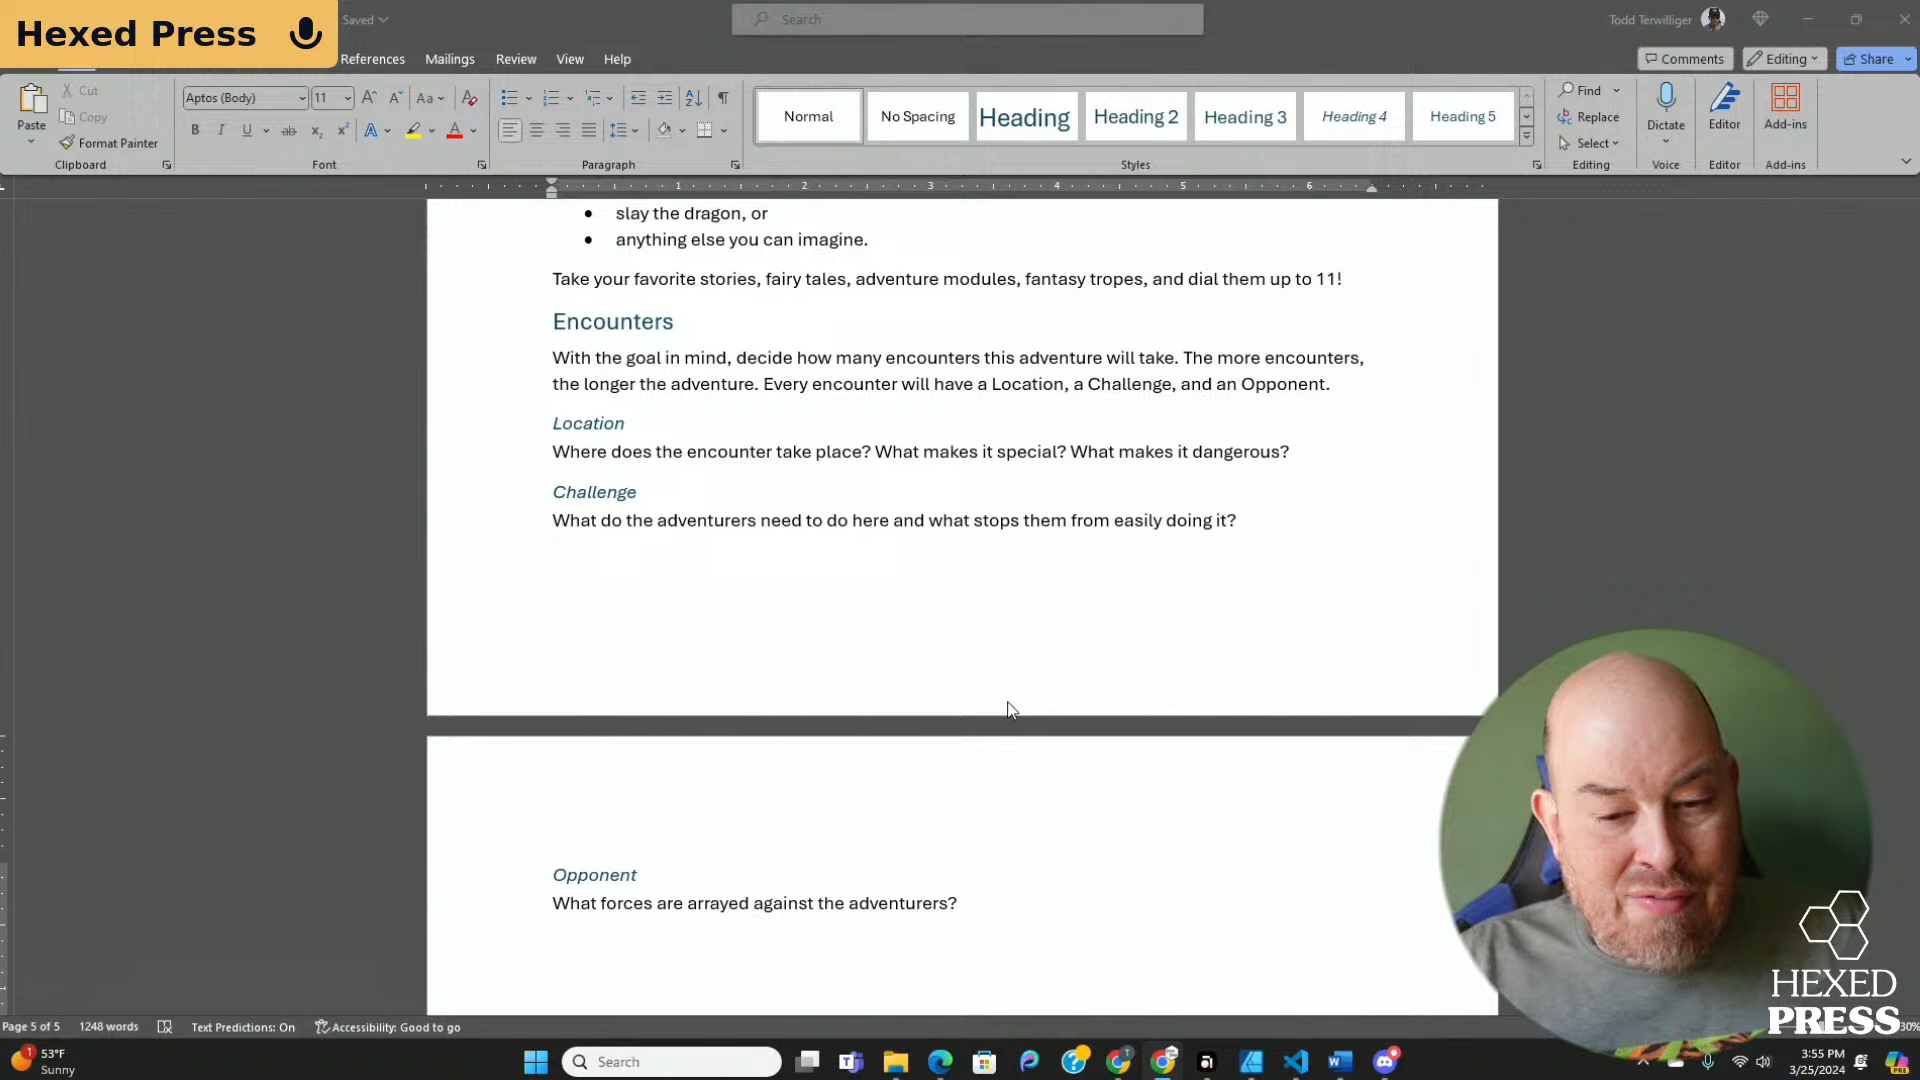 Hexed Press
Saved
Search
Todd Terwilliger
References Mailings Review View Help
Comments Editing Share
Paste
Cut
Copy
Format Painter
Clipboard
Aptos (Body) 11
Font
Paragraph
Normal
No Spacing
Heading
Heading 2
Heading 3
Heading 4
Heading 5
Styles
Find
Replace
Select
Editing
Dictate
Voice
Editor
Editor
Add-ins
Add-ins
1 2 3 4 5 6
• slay the dragon, or
• anything else you can imagine.
Take your favorite stories, fairy tales, adventure modules, fantasy tropes, and dial them up to 11!
Encounters
With the goal in mind, decide how many encounters this adventure will take. The more encounters,
the longer the adventure. Every encounter will have a Location, a Challenge, and an Opponent.
Location
Where does the encounter take place? What makes it special? What makes it dangerous?
Challenge
What do the adventurers need to do here and what stops them from easily doing it?
Opponent
What forces are arrayed against the adventurers?
HEXED
PRESS
Page 5 of 5 1248 words Text Predictions: On Accessibility: Good to go
1
53°F
Sunny
Search
3:55 PM
3/25/2024